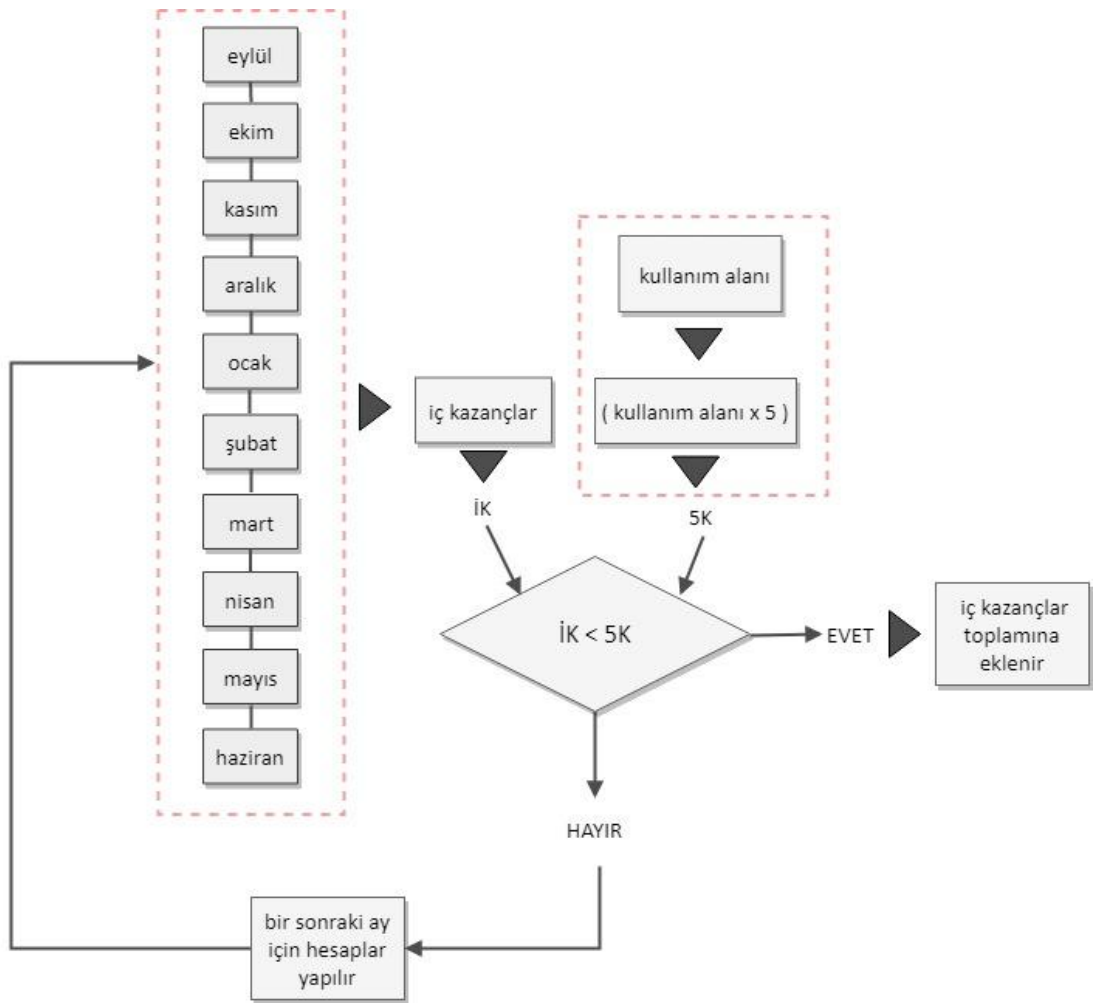 eylül
ekim
kasım
aralık
ocak
şubat
mart
nisan
mayıs
haziran
iç kazançlar
İK
kullanım alanı
( kullanım alanı x 5 )
5K
İK < 5K
EVET
iç kazançlar
toplamına
eklenir
HAYIR
bir sonraki ay
için hesaplar
yapılır